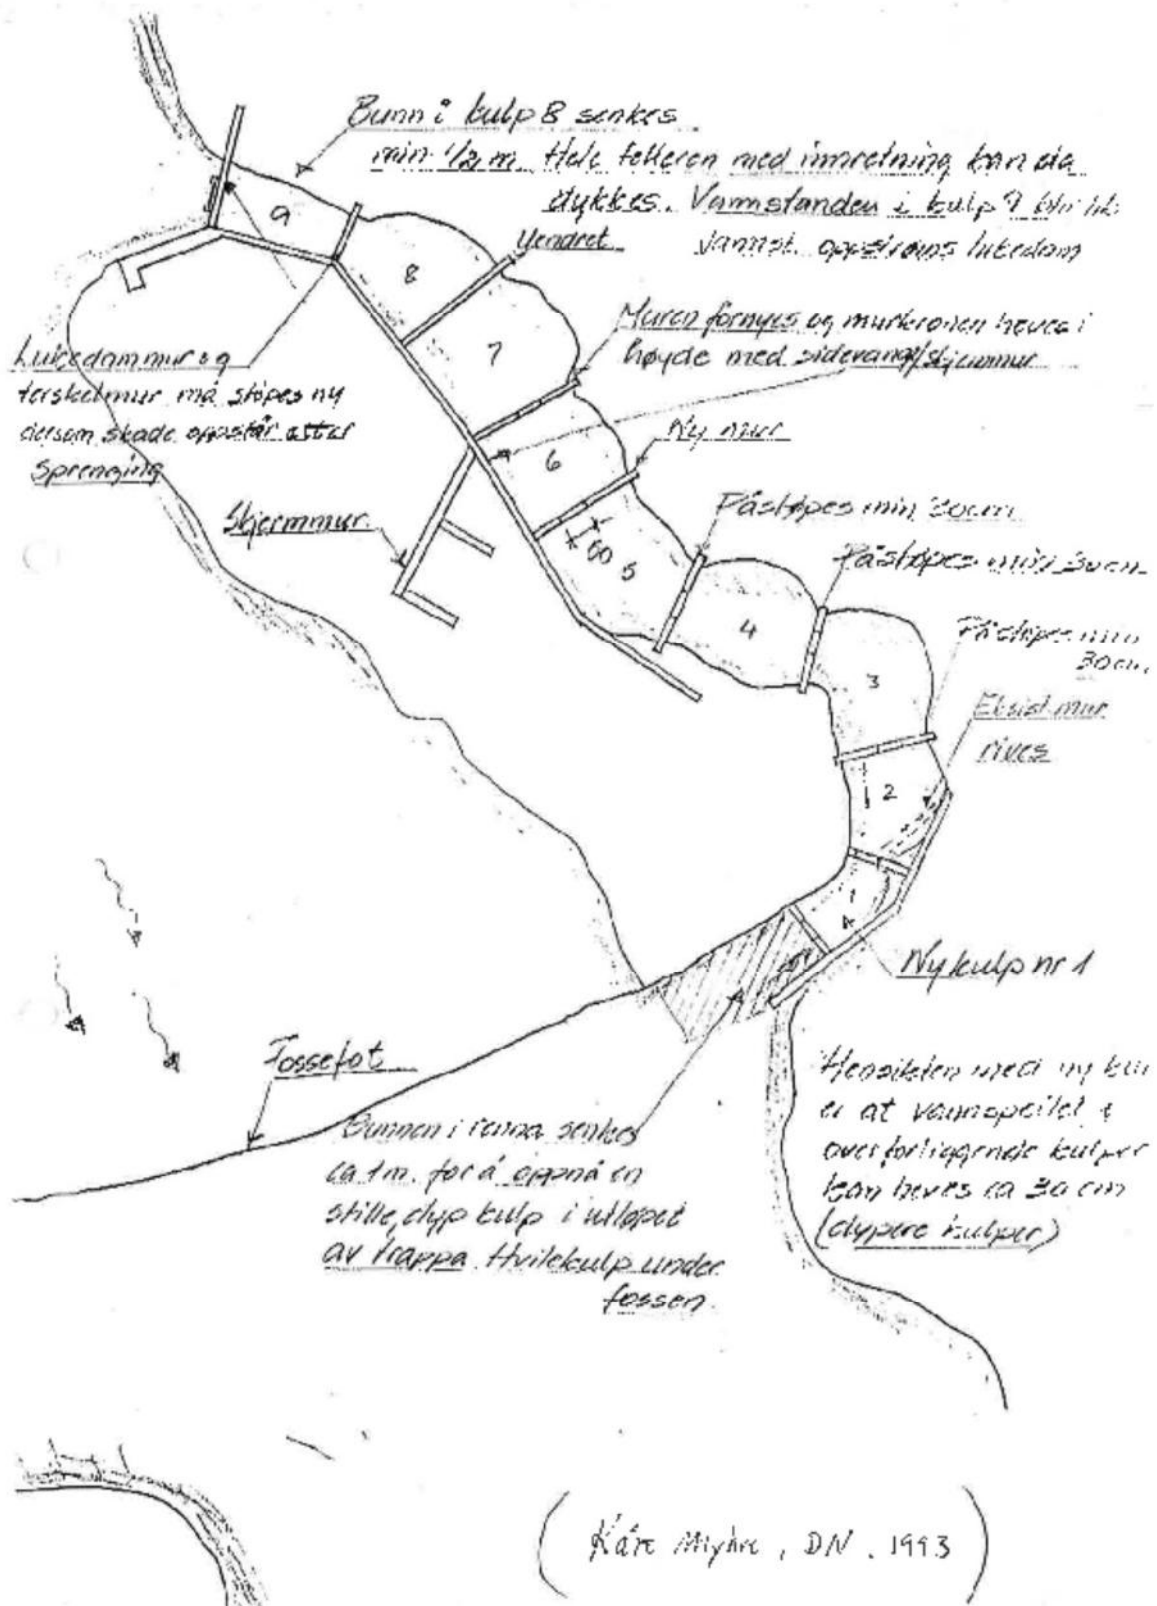 Bunn i kulp 8 senkes
min. 1/2 m. Hele felleren med innretning kan da
dykkes. Vannstanden i kulp 9 blir lik
vannst. oppstrøms lukedam
9
8
Uendret
7
Muren fornyes og murkronen heves i
høyde med sidevang/skjermmur
Lukedammur og
terskelmur må støpes ny
dersom skade oppstår etter
sprenging
6
Ny mur
Skjermmur
60
5
Påstøpes min 30cm
Påstøpes min 30cm
4
Påstøpes min
30cm.
3
Eksist mur
rives
2
1
Ny kulp nr 1
Fossefot
Bunnen i renna senkes
ca 1m. for å oppnå en
stille, dyp kulp i utløpet
av trappa. Hvilekulp under
fossen.
Hensikten med ny
er at vannspeilet i
overforliggende kulper
kan heves ca 30 cm
(dypere kulper)
(Kåre Myhre, DN. 1993)